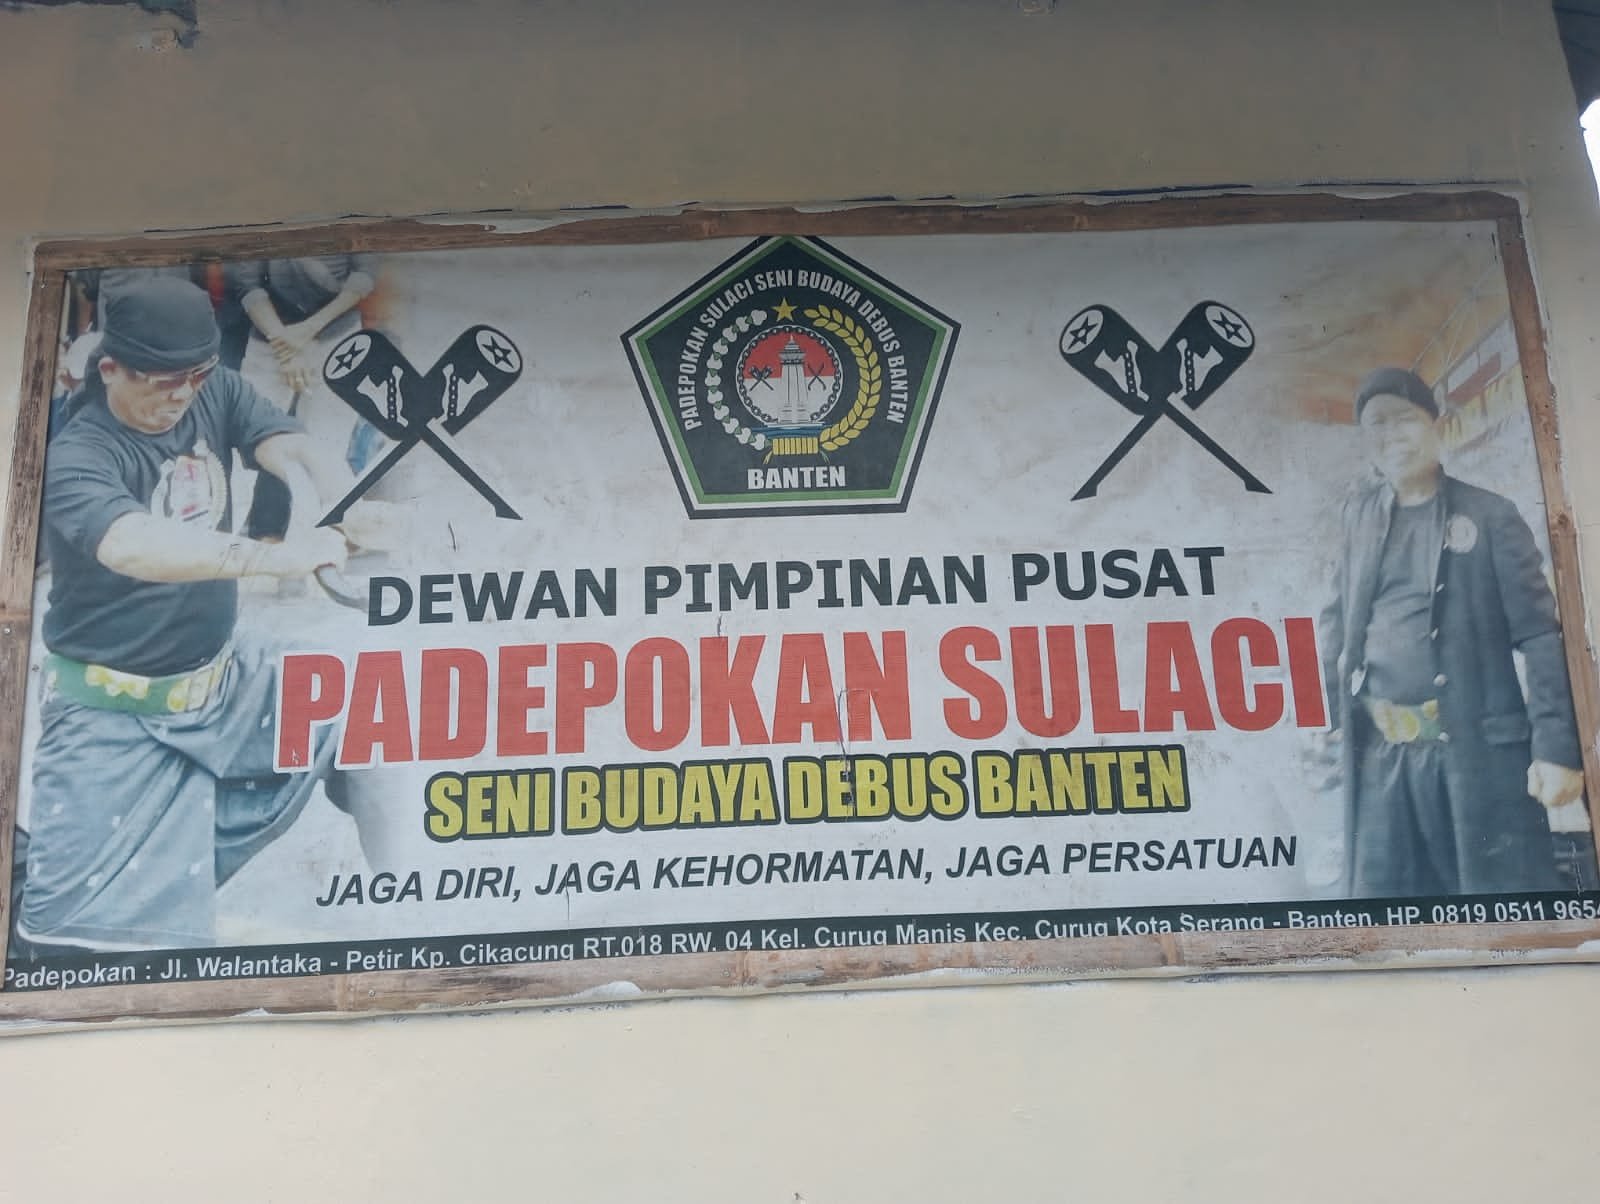 PADEPOKAN SULACI SENI BUDAYA DEBUS BANTEN
BANTEN
DEWAN PIMPINAN PUSAT
PADEPOKAN SULACI
SENI BUDAYA DEBUS BANTEN
JAGA DIRI, JAGA KEHORMATAN, JAGA PERSATUAN
Padepokan : Jl. Walantaka - Petir Kp. Cikacung RT.018 RW. 04 Kel. Curug Manis Kec. Curug Kota Serang - Banten. HP. 0819 0511 9654